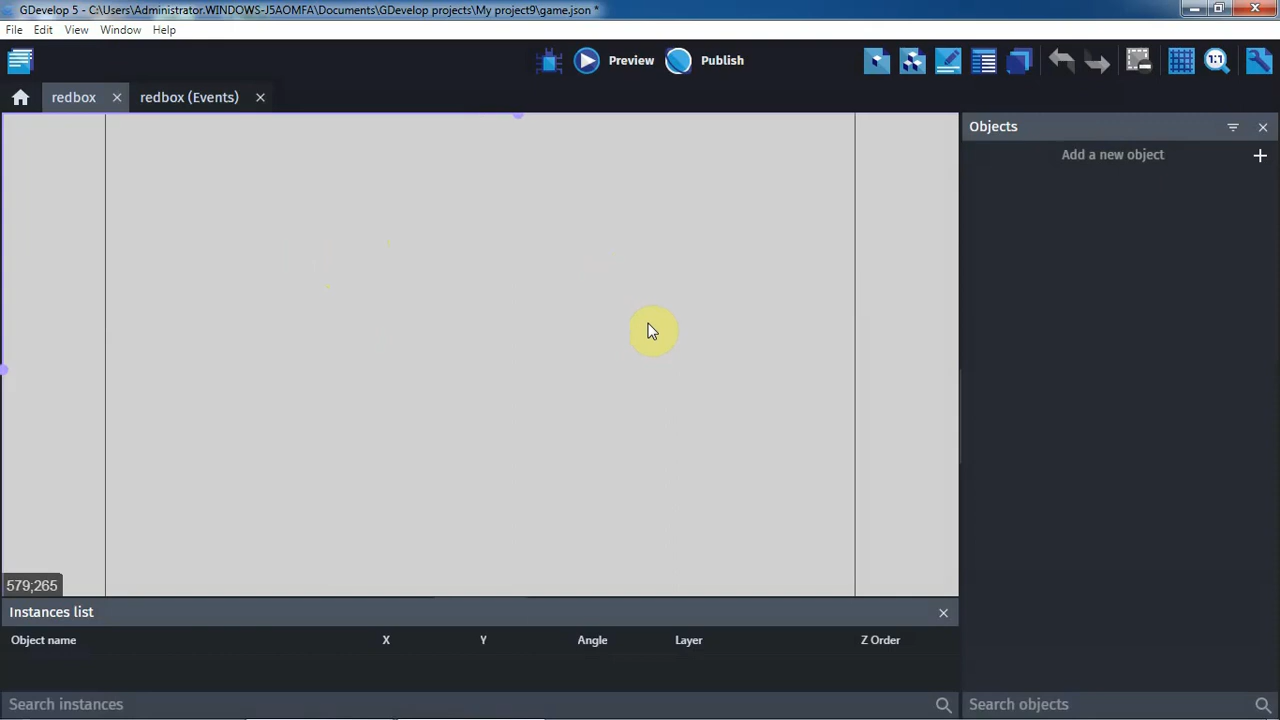 GDevelop 5 - C:\Users\Administrator.WINDOWS-J5AOMFA\Documents\GDevelop projects\My project9\game.json *
File Edit View Window Help
Preview Publish 1:1
redbox redbox (Events)
Objects
Add a new object
579;265
Instances list
Object name X Y Angle Layer Z Order
Search instances
Search objects